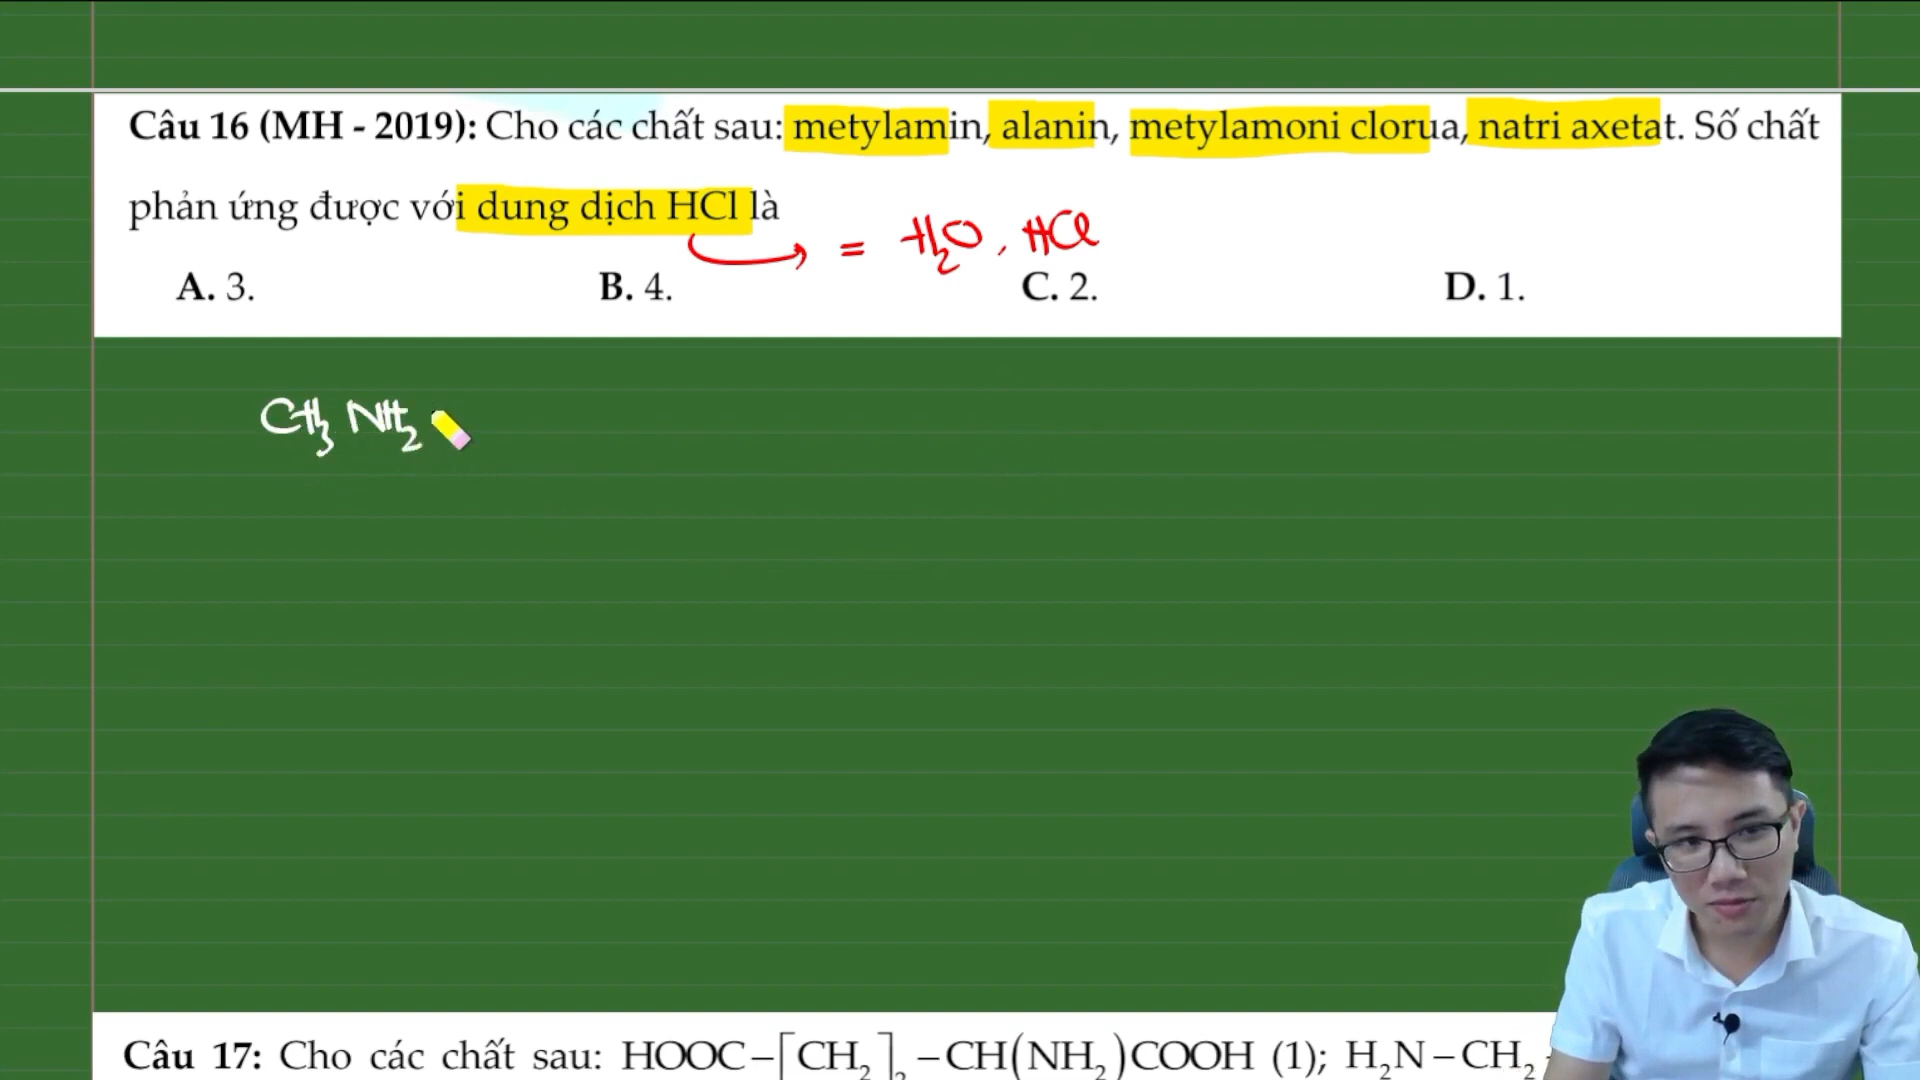 Câu 16 (MH - 2019): Cho các chất sau: metylamin, alanin, metylamoni clorua, natri axetat. Số chất
phản ứng được với dung dịch HCl là
= H₂O, HCl
A. 3. B. 4. C. 2. D. 1.
CH₃NH₂
Câu 17: Cho các chất sau: HOOC–[CH₂]₂–CH(NH₂)COOH (1); H₂N–CH₂